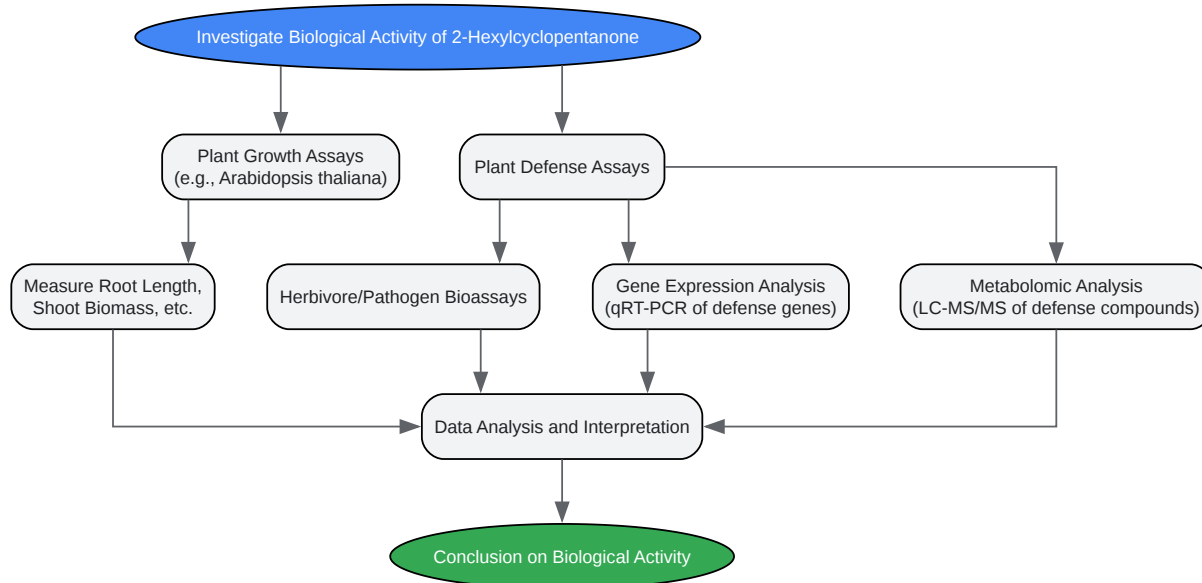 Investigate Biological Activity of 2-Hexylcyclopentanone
Plant Growth Assays
(e.g., Arabidopsis thaliana)
Plant Defense Assays
Measure Root Length,
Shoot Biomass, etc.
Herbivore/Pathogen Bioassays
Gene Expression Analysis
(qRT-PCR of defense genes)
Metabolomic Analysis
(LC-MS/MS of defense compounds)
Data Analysis and Interpretation
Conclusion on Biological Activity